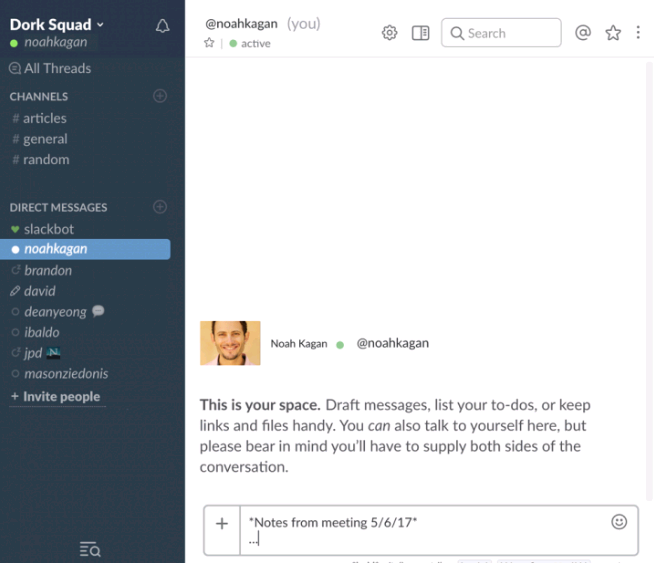 Dork Squad
noahkagan
All Threads
CHANNELS
# articles
# general
# random
DIRECT MESSAGES
slackbot
noahkagan
brandon
david
deanyeong
ibaldo
jpd
masonziedonis
+ Invite people
@noahkagan (you)
active
Search
Noah Kagan @noahkagan
This is your space. Draft messages, list your to-dos, or keep
links and files handy. You can also talk to yourself here, but
please bear in mind you'll have to supply both sides of the
conversation.
*Notes from meeting 5/6/17*
...